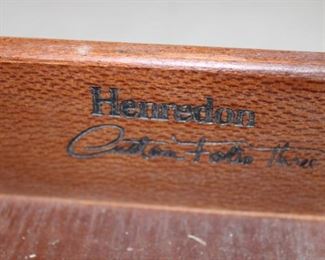 Henredon
Custom Folio Three